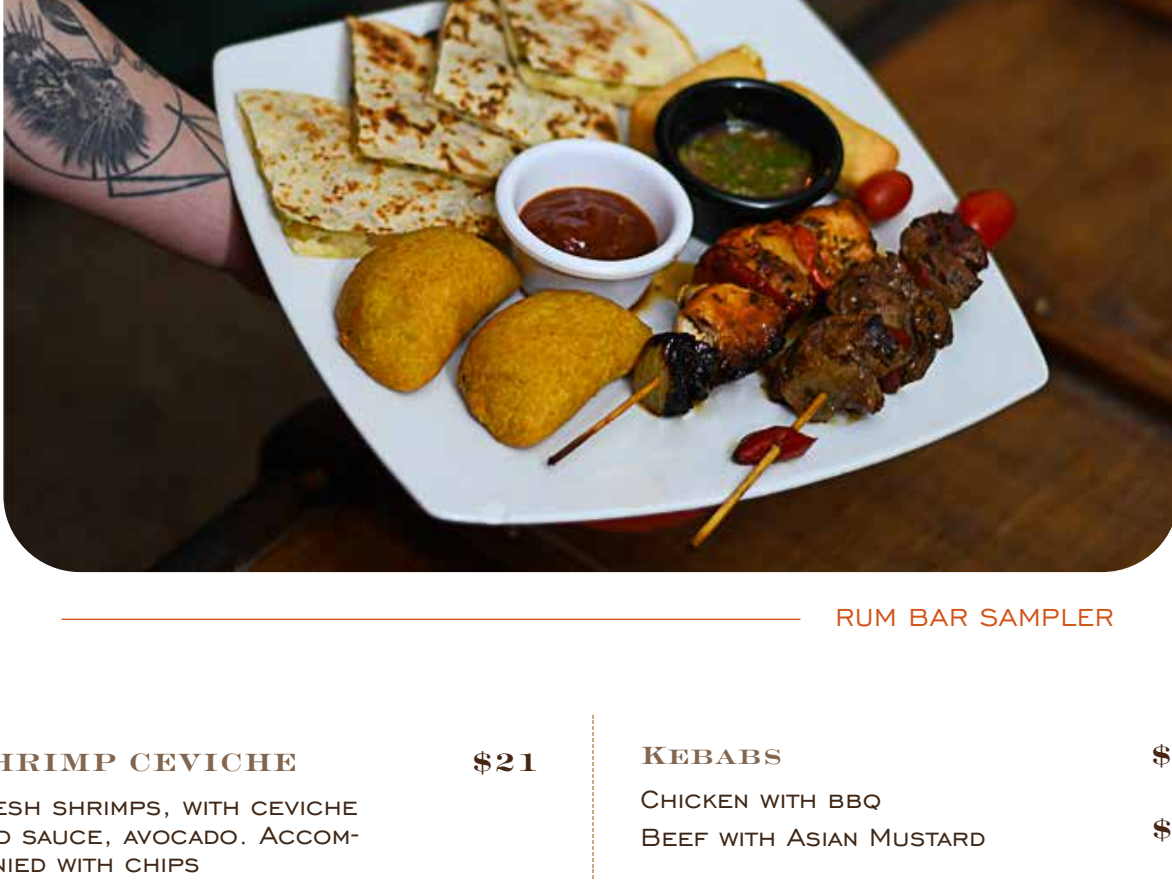 RUM BAR SAMPLER
HRIMP CEVICHE $21
ESH SHRIMPS, WITH CEVICHE
D SAUCE, AVOCADO. ACCOM-
NIED WITH CHIPS
KEBABS $
CHICKEN WITH BBQ
BEEF WITH ASIAN MUSTARD $